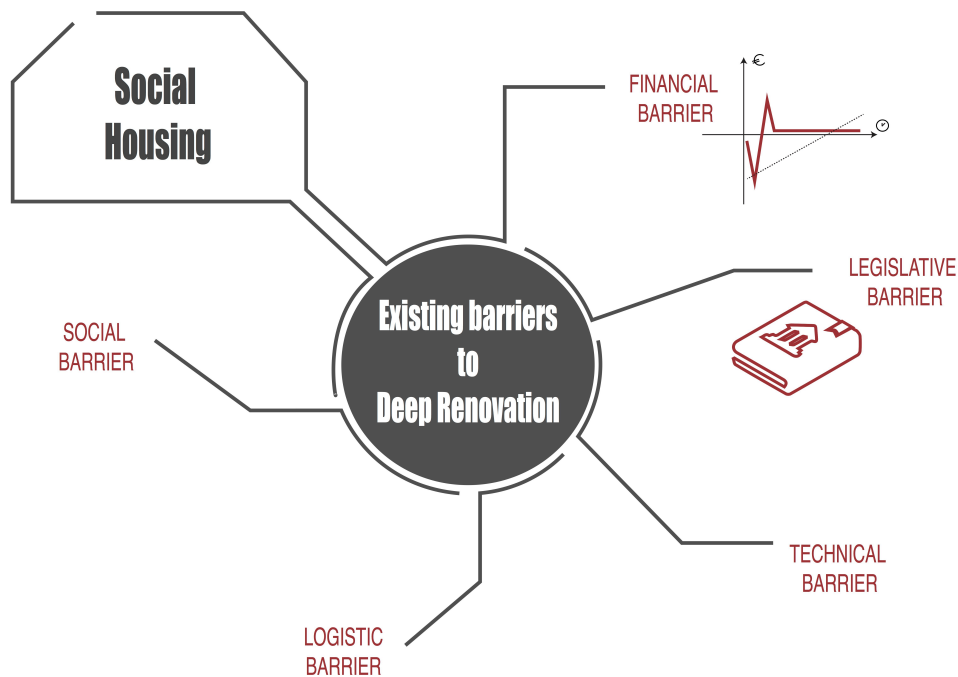 Social
Housing
FINANCIAL
BARRIER
€
LEGISLATIVE
BARRIER
Existing barriers
to
Deep Renovation
SOCIAL
BARRIER
TECHNICAL
BARRIER
LOGISTIC
BARRIER